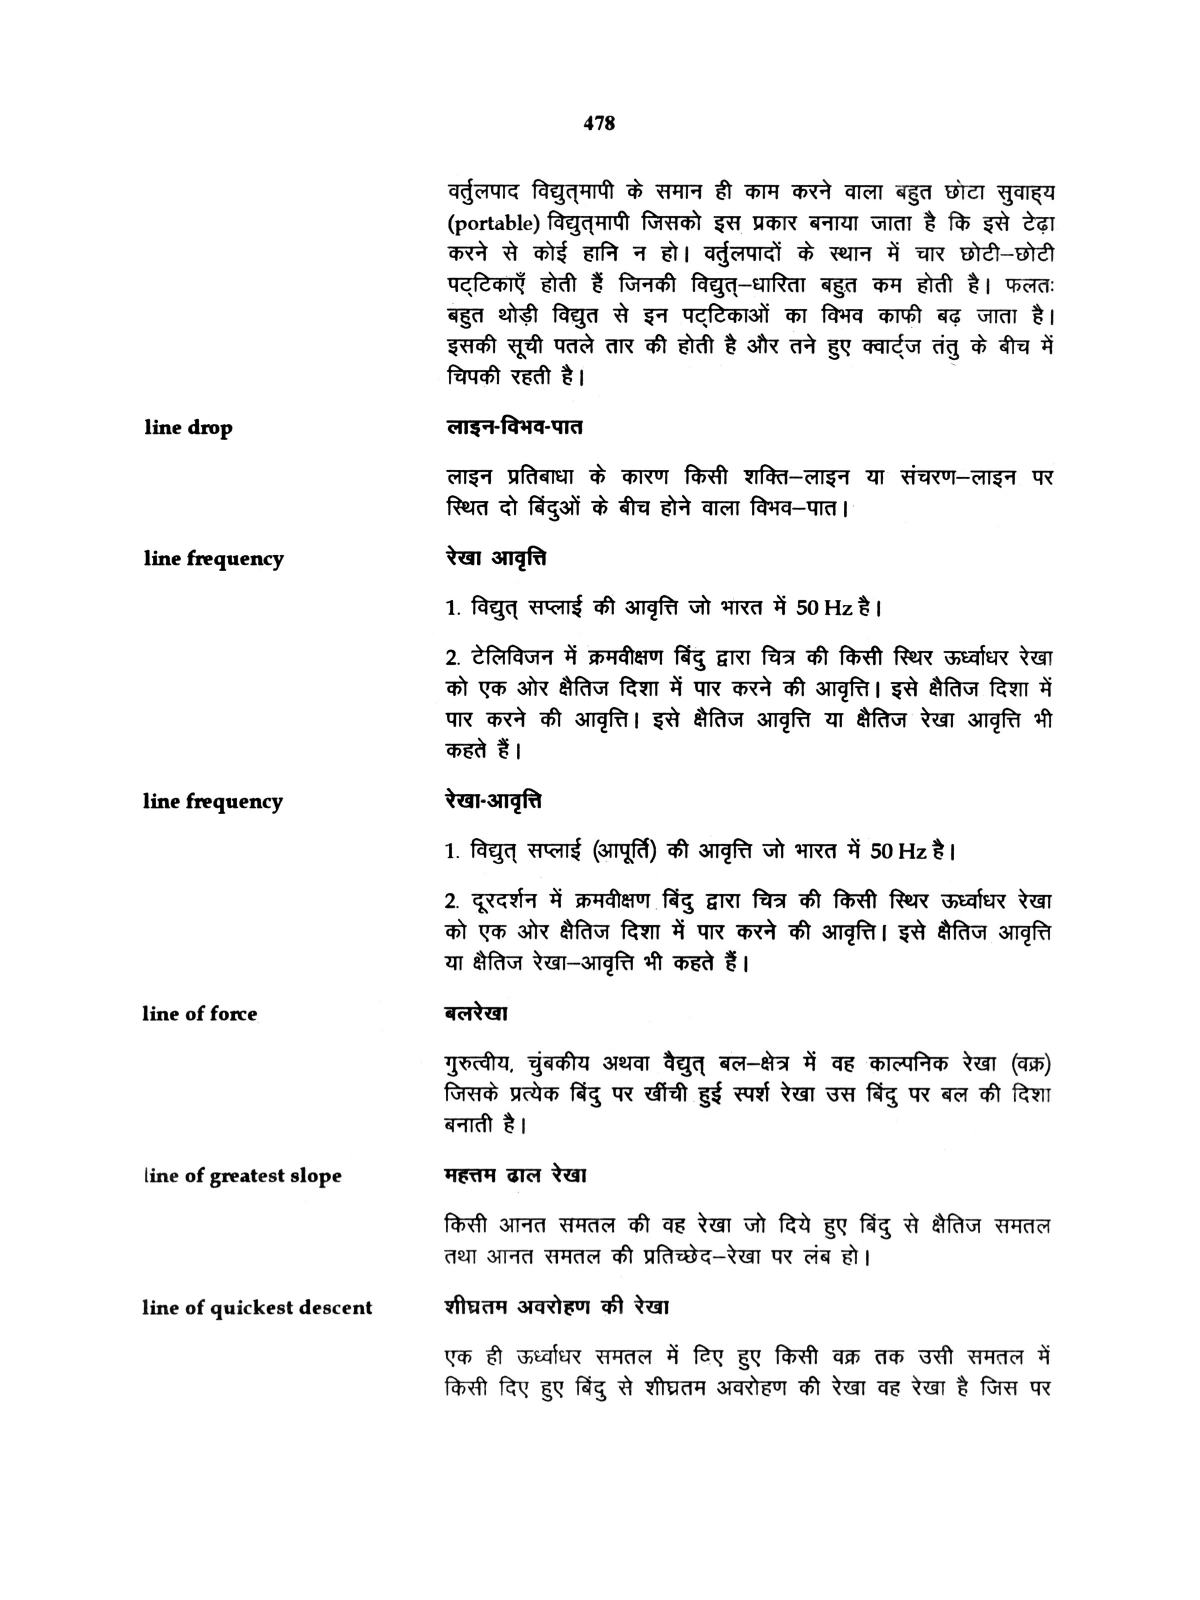 478
वर्तुलपाद विद्युत्‌मापी के समान ही काम करने वाला बहुत छोटा सुवाह्‌य
(portable) विद्युत्‌मापी जिसको इस प्रकार बनाया जाता है कि इसे टेढ़ा
करने से कोई हानि न हो। वर्तुलपादों के स्थान में चार छोटी–छोटी
पट्‌टिकाएँ होती हैं जिनकी विद्युत्–धारिता बहुत कम होती है। फलतः
बहुत थोड़ी विद्युत से इन पट्‌टिकाओं का विभव काफी बढ़ जाता है।
इसकी सूची पतले तार की होती है और तने हुए क्वार्ट्‌ज तंतु के बीच में
चिपकी रहती है।
line drop लाइन-विभव-पात
लाइन प्रतिबाधा के कारण किसी शक्ति–लाइन या संचरण–लाइन पर
स्थित दो बिंदुओं के बीच होने वाला विभव–पात।
line frequency रेखा आवृत्ति
1. विद्युत् सप्लाई की आवृत्ति जो भारत में 50 Hz है।
2. टेलिविजन में क्रमवीक्षण बिंदु द्वारा चित्र की किसी स्थिर ऊर्ध्वाधर रेखा
को एक ओर क्षैतिज दिशा में पार करने की आवृत्ति। इसे क्षैतिज दिशा में
पार करने की आवृत्ति। इसे क्षैतिज आवृत्ति या क्षैतिज रेखा आवृत्ति भी
कहते हैं।
line frequency रेखा-आवृत्ति
1. विद्युत् सप्लाई (आपूर्ति) की आवृत्ति जो भारत में 50 Hz है।
2. दूरदर्शन में क्रमवीक्षण बिंदु द्वारा चित्र की किसी स्थिर ऊर्ध्वाधर रेखा
को एक ओर क्षैतिज दिशा में पार करने की आवृत्ति। इसे क्षैतिज आवृत्ति
या क्षैतिज रेखा–आवृत्ति भी कहते हैं।
line of force बलरेखा
गुरुत्वीय, चुंबकीय अथवा वैद्युत् बल–क्षेत्र में वह काल्पनिक रेखा (वक्र)
जिसके प्रत्येक बिंदु पर खींची हुई स्पर्श रेखा उस बिंदु पर बल की दिशा
बनाती है।
line of greatest slope महत्तम ढाल रेखा
किसी आनत समतल की वह रेखा जो दिये हुए बिंदु से क्षैतिज समतल
तथा आनत समतल की प्रतिच्छेद–रेखा पर लंब हो।
line of quickest descent शीघ्रतम अवरोहण की रेखा
एक ही ऊर्ध्वाधर समतल में दिए हुए किसी वक्र तक उसी समतल में
किसी दिए हुए बिंदु से शीघ्रतम अवरोहण की रेखा वह रेखा है जिस पर